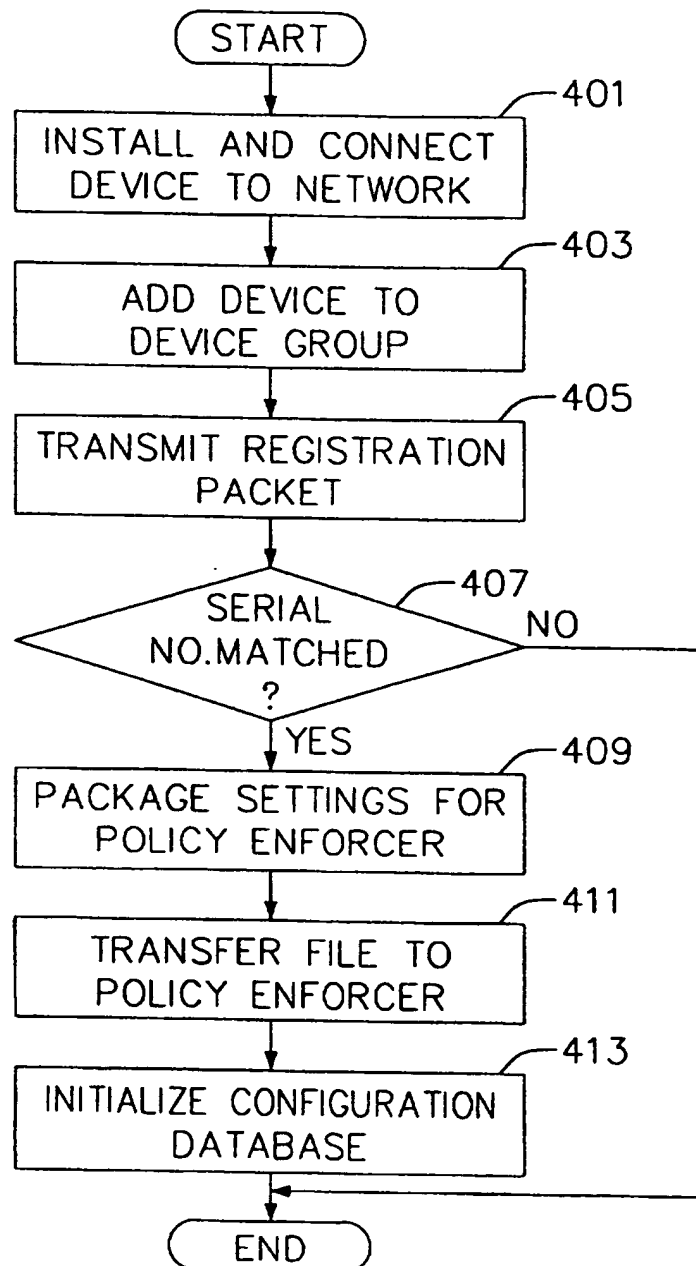 START
401
INSTALL AND CONNECT
DEVICE TO NETWORK
403
ADD DEVICE TO
DEVICE GROUP
405
TRANSMIT REGISTRATION
PACKET
407
SERIAL
NO.MATCHED
?
NO
YES
409
PACKAGE SETTINGS FOR
POLICY ENFORCER
411
TRANSFER FILE TO
POLICY ENFORCER
413
INITIALIZE CONFIGURATION
DATABASE
END